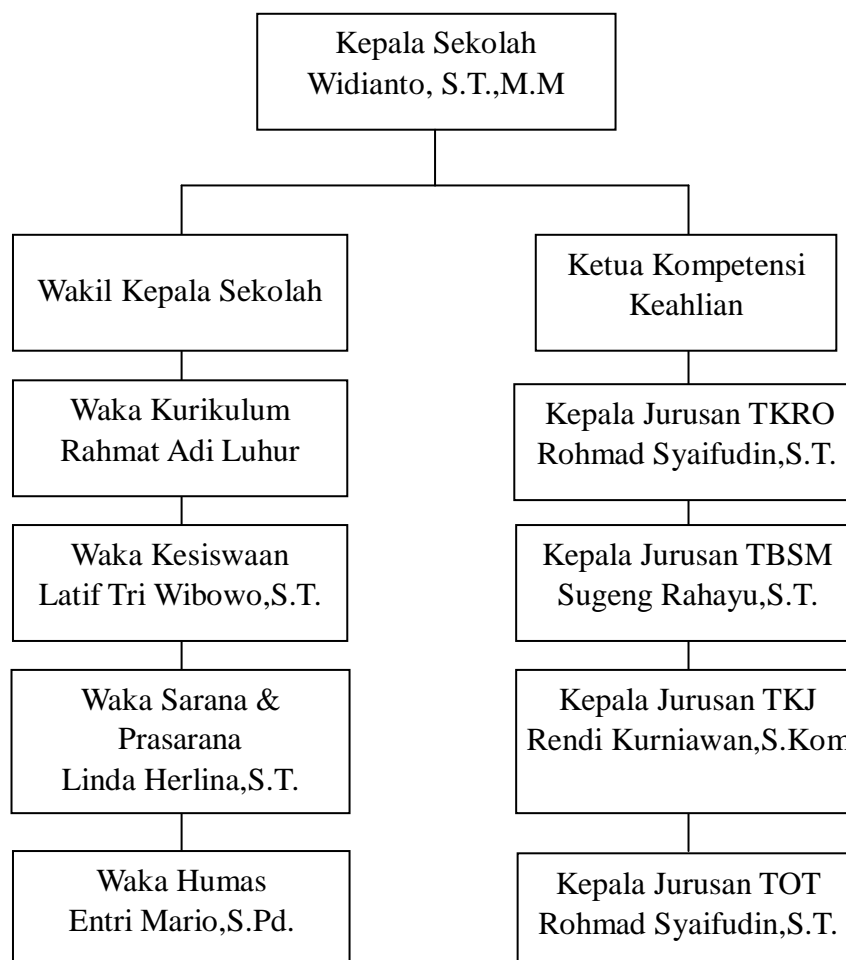 Kepala Sekolah
Widianto, S.T.,M.M
Wakil Kepala Sekolah
Waka Kurikulum
Rahmat Adi Luhur
Waka Kesiswaan
Latif Tri Wibowo,S.T.
Waka Sarana &
Prasarana
Linda Herlina,S.T.
Waka Humas
Entri Mario,S.Pd.
Ketua Kompetensi
Keahlian
Kepala Jurusan TKRO
Rohmad Syaifudin,S.T.
Kepala Jurusan TBSM
Sugeng Rahayu,S.T.
Kepala Jurusan TKJ
Rendi Kurniawan,S.Kom
Kepala Jurusan TOT
Rohmad Syaifudin,S.T.